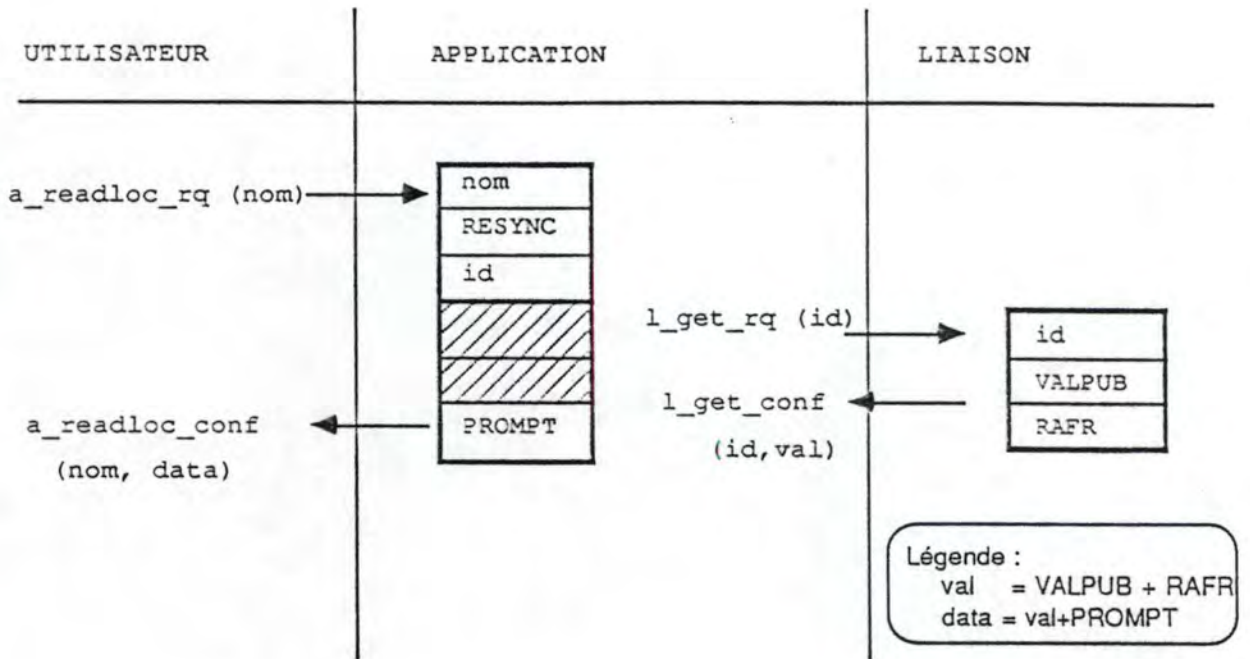 UTILISATEUR
APPLICATION
LIAISON
a_readloc_rq (nom)
nom
RESYNC
id
l_get_rq (id)
id
VALPUB
RAFR
l_get_conf
(id,val)
a_readloc_conf
(nom, data)
PROMPT
Légende :
val = VALPUB + RAFR
data = val+PROMPT